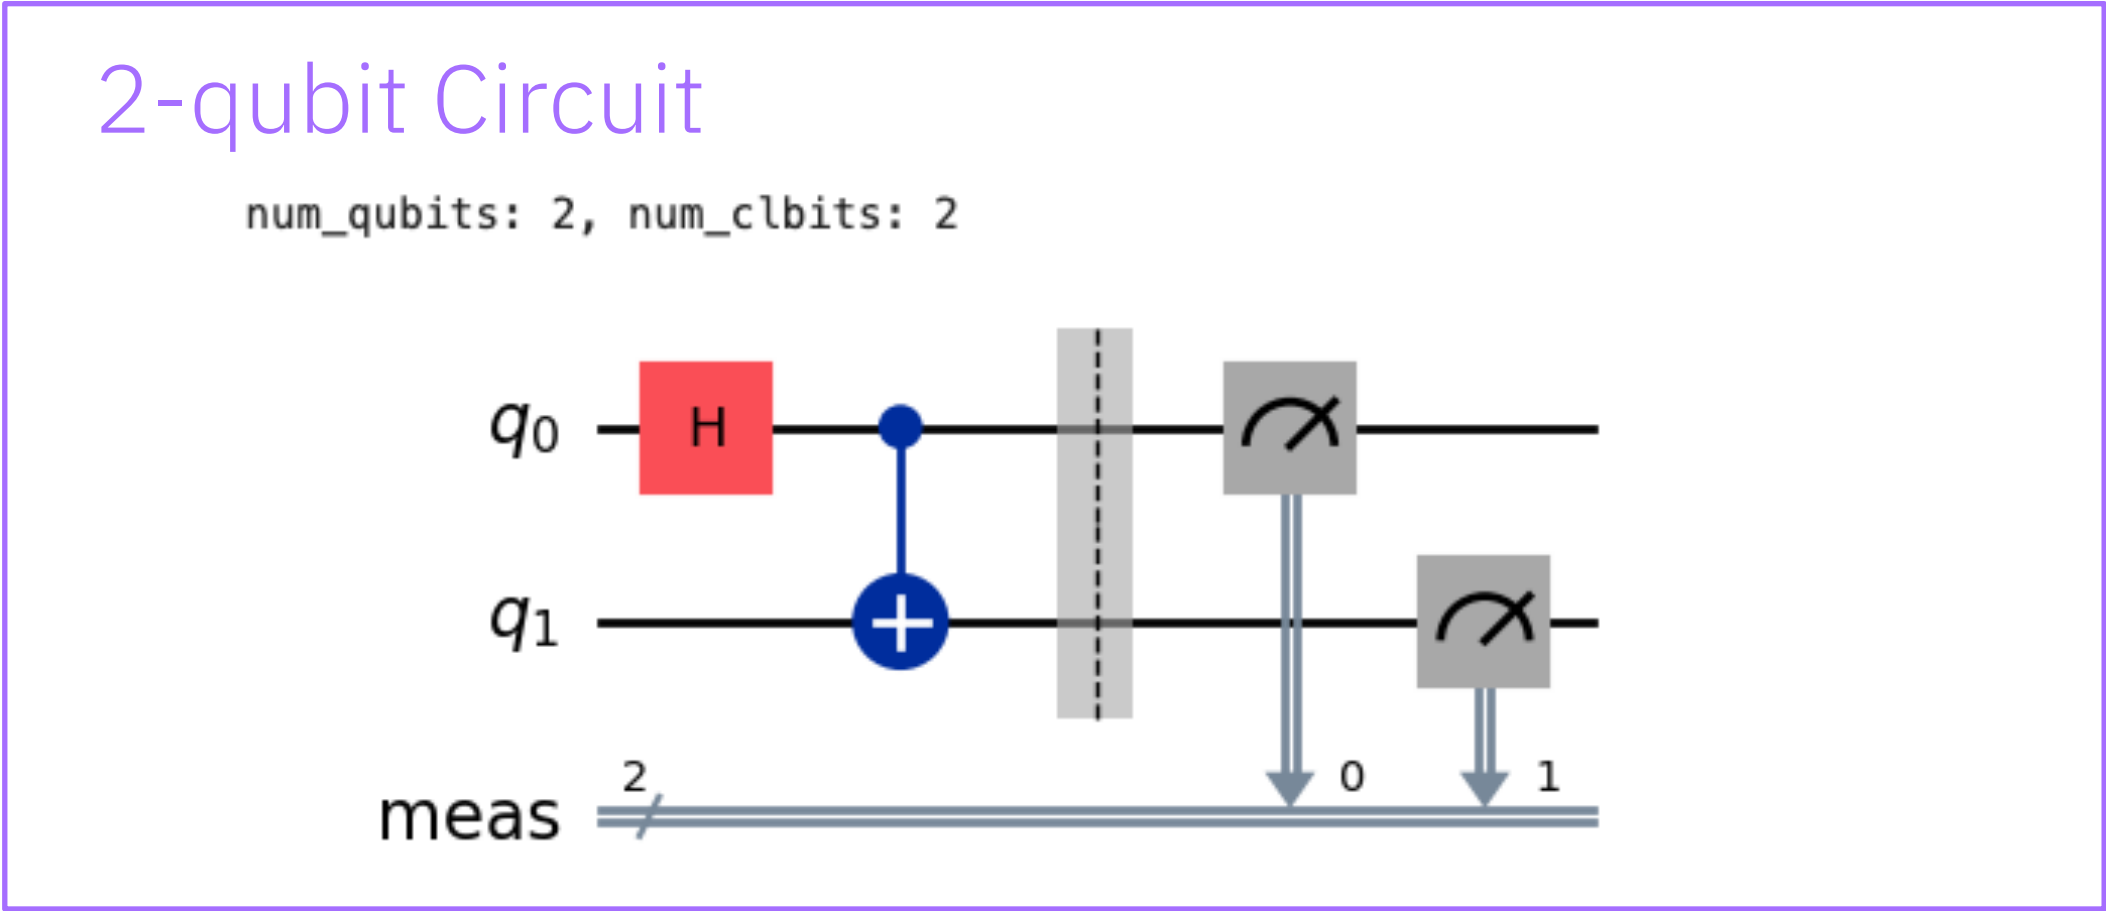 2-qubit Circuit
num_qubits: 2, num_clbits: 2
q0 H
q1
2 0 1
meas